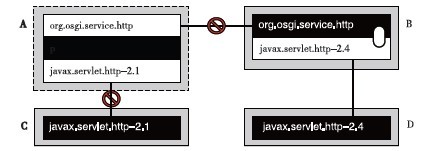 A
org.osgi.service.http
p
javax.servlet.http-2.1
org.osgi.service.http
B
javax.servlet.http-2.4
C
javax.servlet.http-2.1
javax.servlet.http-2.4
D